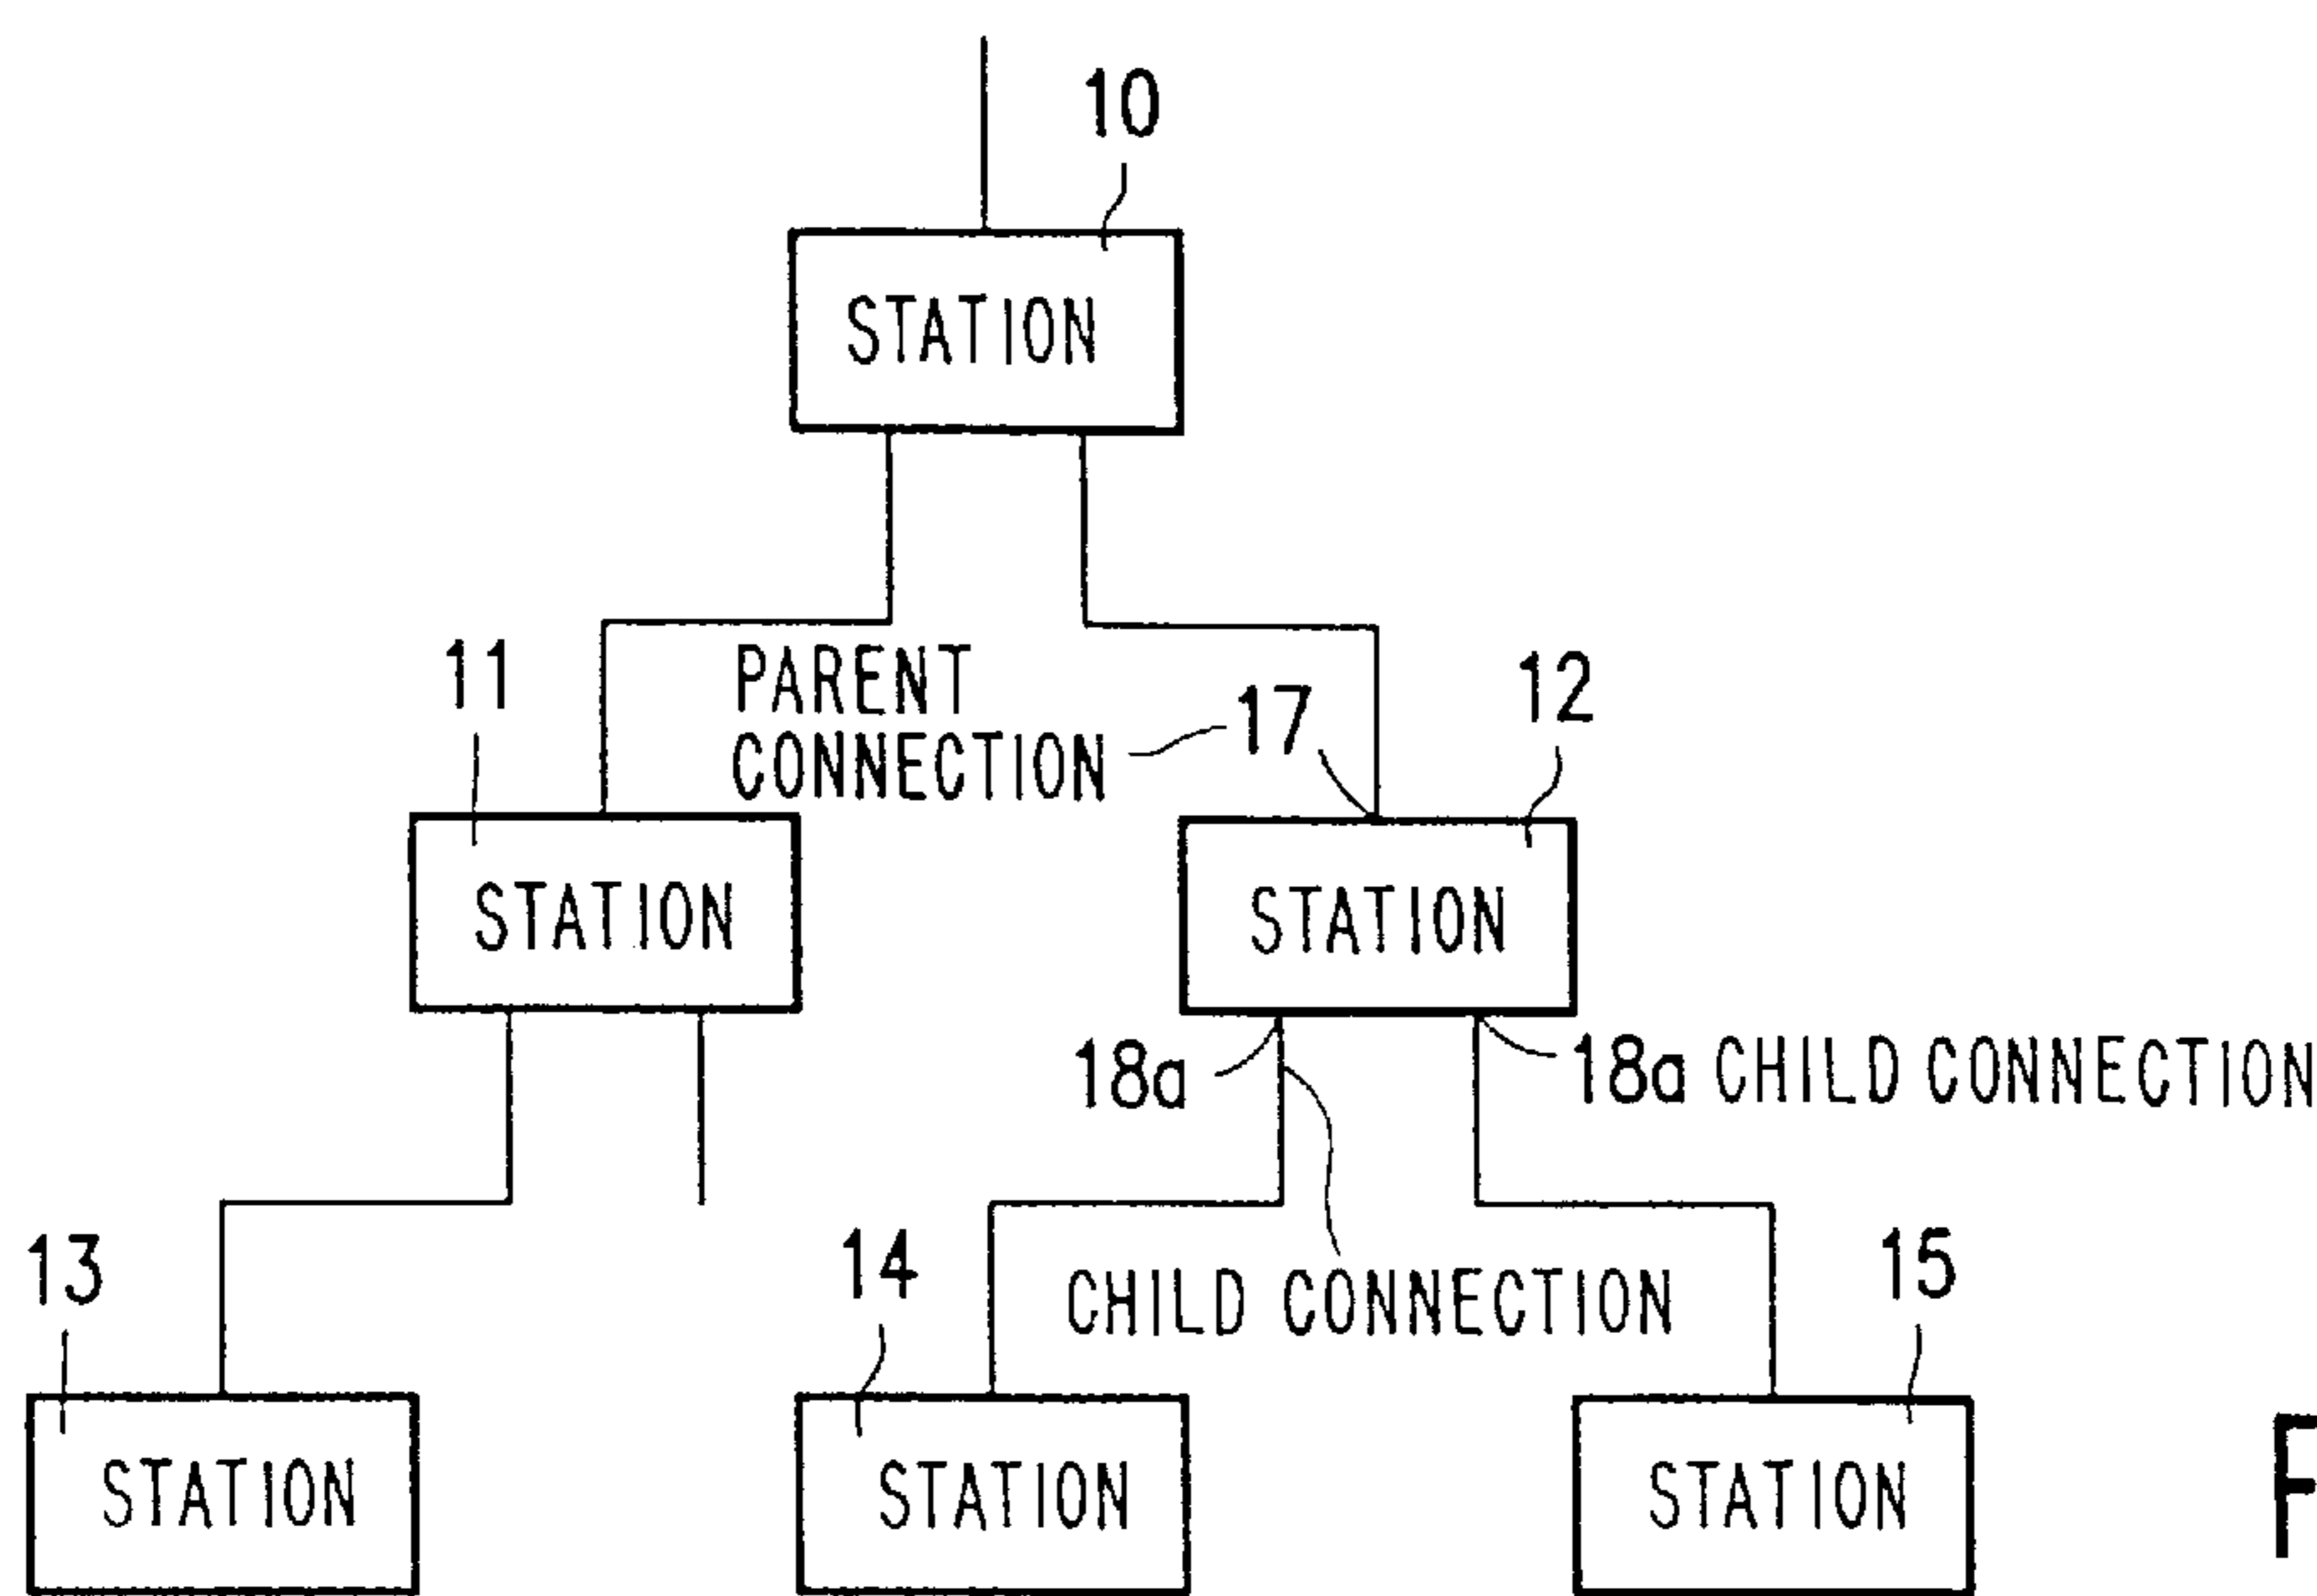 10
STATION
11
PARENT
CONNECTION
17
12
STATION
STATION
18a
18a CHILD CONNECTION
13
14
CHILD CONNECTION
15
STATION
STATION
STATION
F